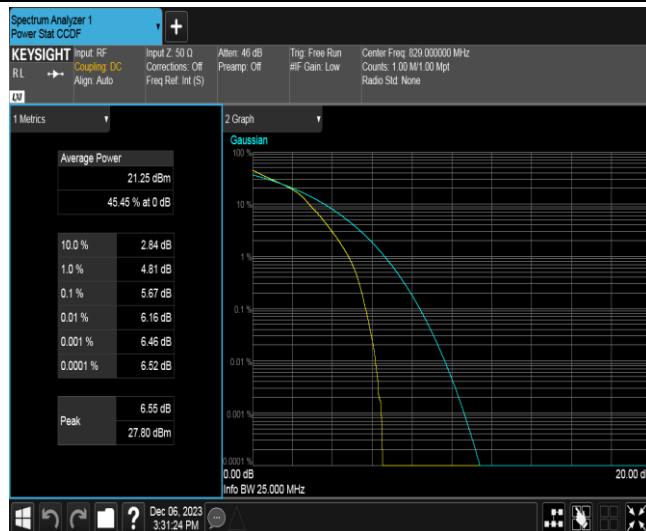 Spectrum Analyzer 1
Power Stat CCDF
+
KEYSIGHT
RL
Input: RF
Coupling: DC
Align: Auto
Input Z: 50 Ω
Corrections: Off
Freq Ref: Int (S)
Atten: 46 dB
Preamp: Off
Trig: Free Run
#IF Gain: Low
Center Freq: 829.000000 MHz
Counts: 1.00 M/1.00 Mpt
Radio Std: None
1 Metrics
Average Power
21.25 dBm
45.45 % at 0 dB
10.0 % 2.84 dB
1.0 % 4.81 dB
0.1 % 5.67 dB
0.01 % 6.16 dB
0.001 % 6.46 dB
0.0001 % 6.52 dB
Peak
6.55 dB
27.80 dBm
2 Graph
Gaussian
100 %
10 %
1 %
0.1 %
0.01 %
0.001 %
0.0001 %
0.00 dB
20.00 d
Info BW 25.000 MHz
?
Dec 06, 2023
3:31:24 PM